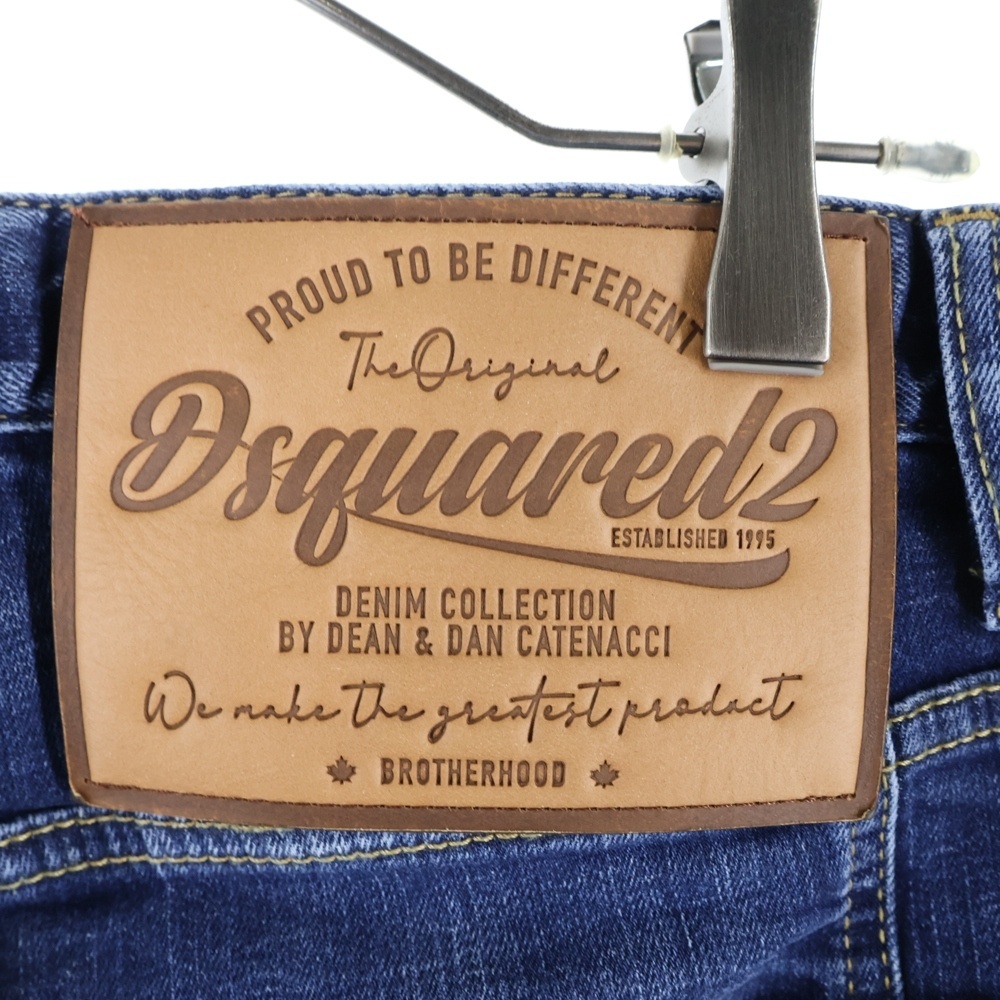 PROUD TO BE DIFFERENT
The Original
Dsquared2
ESTABLISHED 1995
DENIM COLLECTION
BY DEAN & DAN CATENACCI
We make the greatest product
BROTHERHOOD